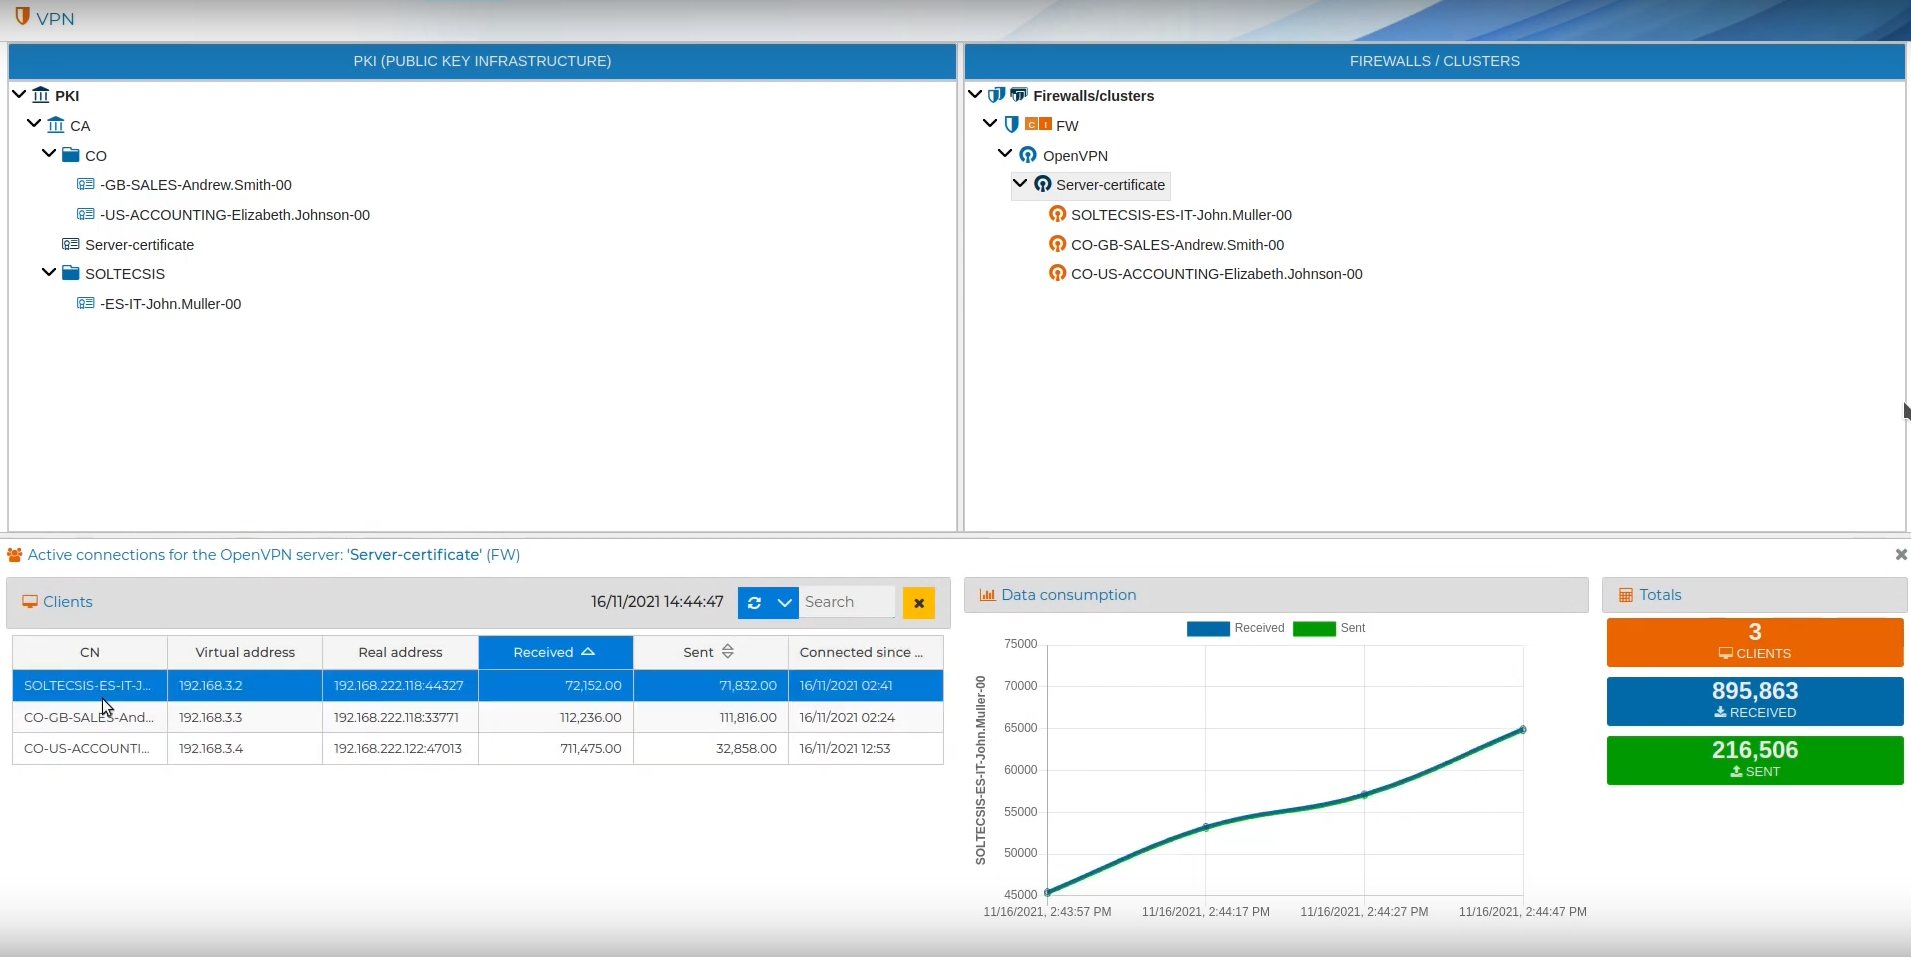 VPN
PKI (PUBLIC KEY INFRASTRUCTURE)
PKI
CA
CO
-GB-SALES-Andrew.Smith-00
-US-ACCOUNTING-Elizabeth.Johnson-00
Server-certificate
SOLTECSIS
-ES-IT-John.Muller-00
FIREWALLS / CLUSTERS
Firewalls/clusters
C I FW
OpenVPN
Server-certificate
SOLTECSIS-ES-IT-John.Muller-00
CO-GB-SALES-Andrew.Smith-00
CO-US-ACCOUNTING-Elizabeth.Johnson-00
Active connections for the OpenVPN server: 'Server-certificate' (FW)
Clients 16/11/2021 14:44:47 Search
CN Virtual address Real address Received Sent Connected since ...
SOLTECSIS-ES-IT-J... 192.168.3.2 192.168.222.118:44327 72,152.00 71,832.00 16/11/2021 02:41
CO-GB-SALES-And... 192.168.3.3 192.168.222.118:33771 112,236.00 111,816.00 16/11/2021 02:24
CO-US-ACCOUNTI... 192.168.3.4 192.168.222.122:47013 711,475.00 32,858.00 16/11/2021 12:53
Data consumption
Received Sent
SOLTECSIS-ES-IT-John.Muller-00
75000
70000
65000
60000
55000
50000
45000
11/16/2021, 2:43:57 PM 11/16/2021, 2:44:17 PM 11/16/2021, 2:44:27 PM 11/16/2021, 2:44:47 PM
Totals
3
CLIENTS
895,863
RECEIVED
216,506
SENT